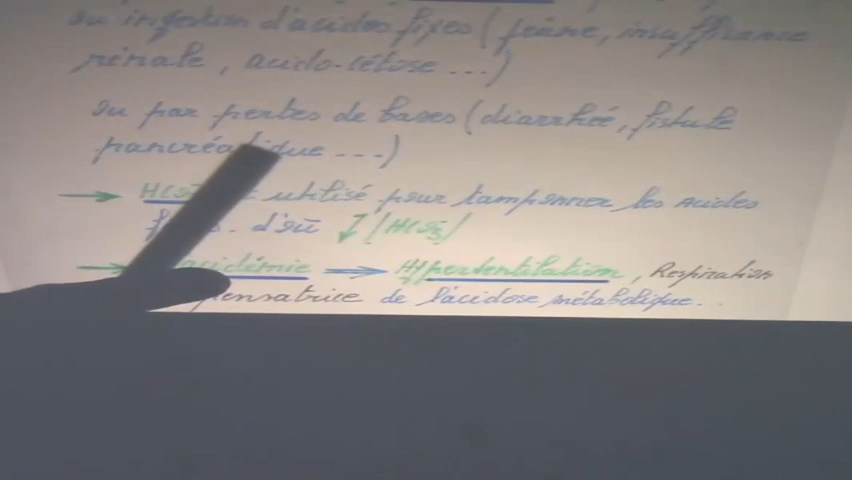 ou ingestion d'acides fixes (jeûne, insuffisance
rénale, acido-cétose ...)
ou par pertes de bases (diarrhée, fistule
pancréatique ...)
→ utilisé pour tamponner les acides
d'où ↓ [HCO3-]
→ acidémie ⇒ Hyperventilation, Respiration
de l'acidose métabolique.